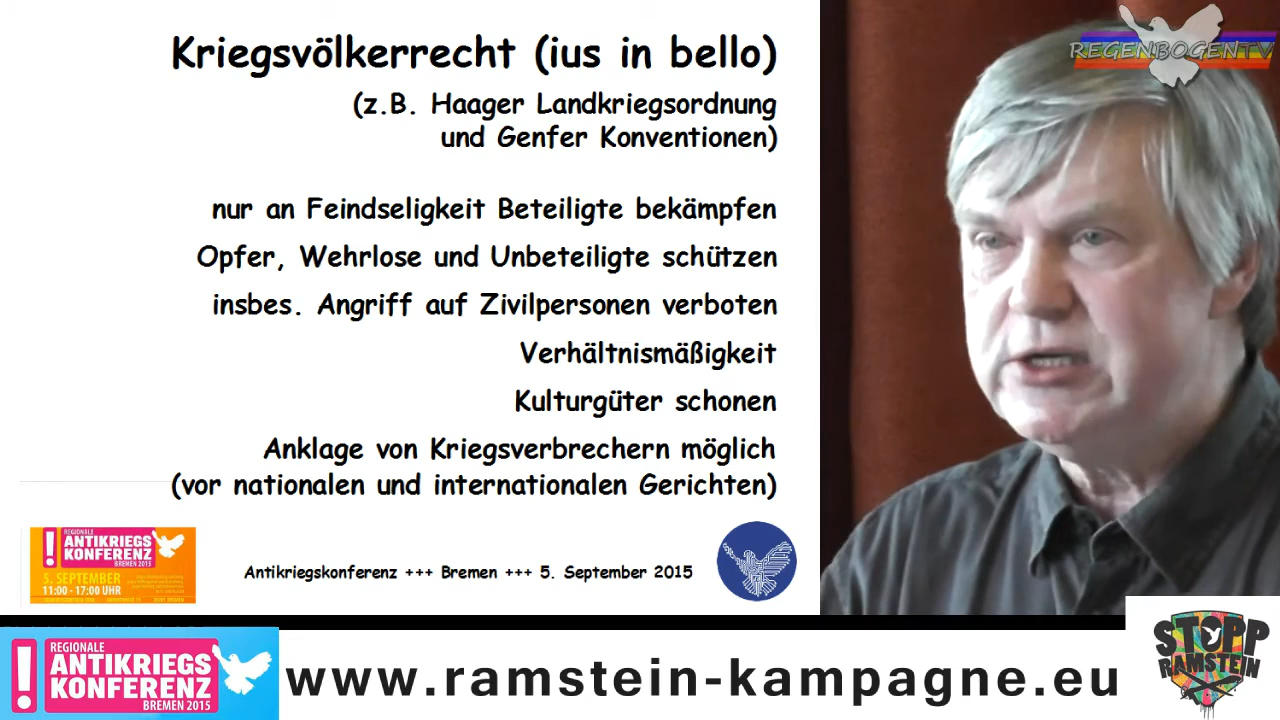 Kriegsvölkerrecht (ius in bello)
(z.B. Haager Landkriegsordnung
und Genfer Konventionen)
nur an Feindseligkeit Beteiligte bekämpfen
Opfer, Wehrlose und Unbeteiligte schützen
insbes. Angriff auf Zivilpersonen verboten
Verhältnismäßigkeit
Kulturgüter schonen
Anklage von Kriegsverbrechern möglich
(vor nationalen und internationalen Gerichten)
REGENBOGENTV
! REGIONALE
ANTIKRIEGS
KONFERENZ
BREMEN 2015
5. SEPTEMBER
11:00 - 17:00 UHR
Antikriegskonferenz +++ Bremen +++ 5. September 2015
! REGIONALE
ANTIKRIEGS
KONFERENZ
BREMEN 2015
www.ramstein-kampagne.eu
STOPP
RAMSTEIN